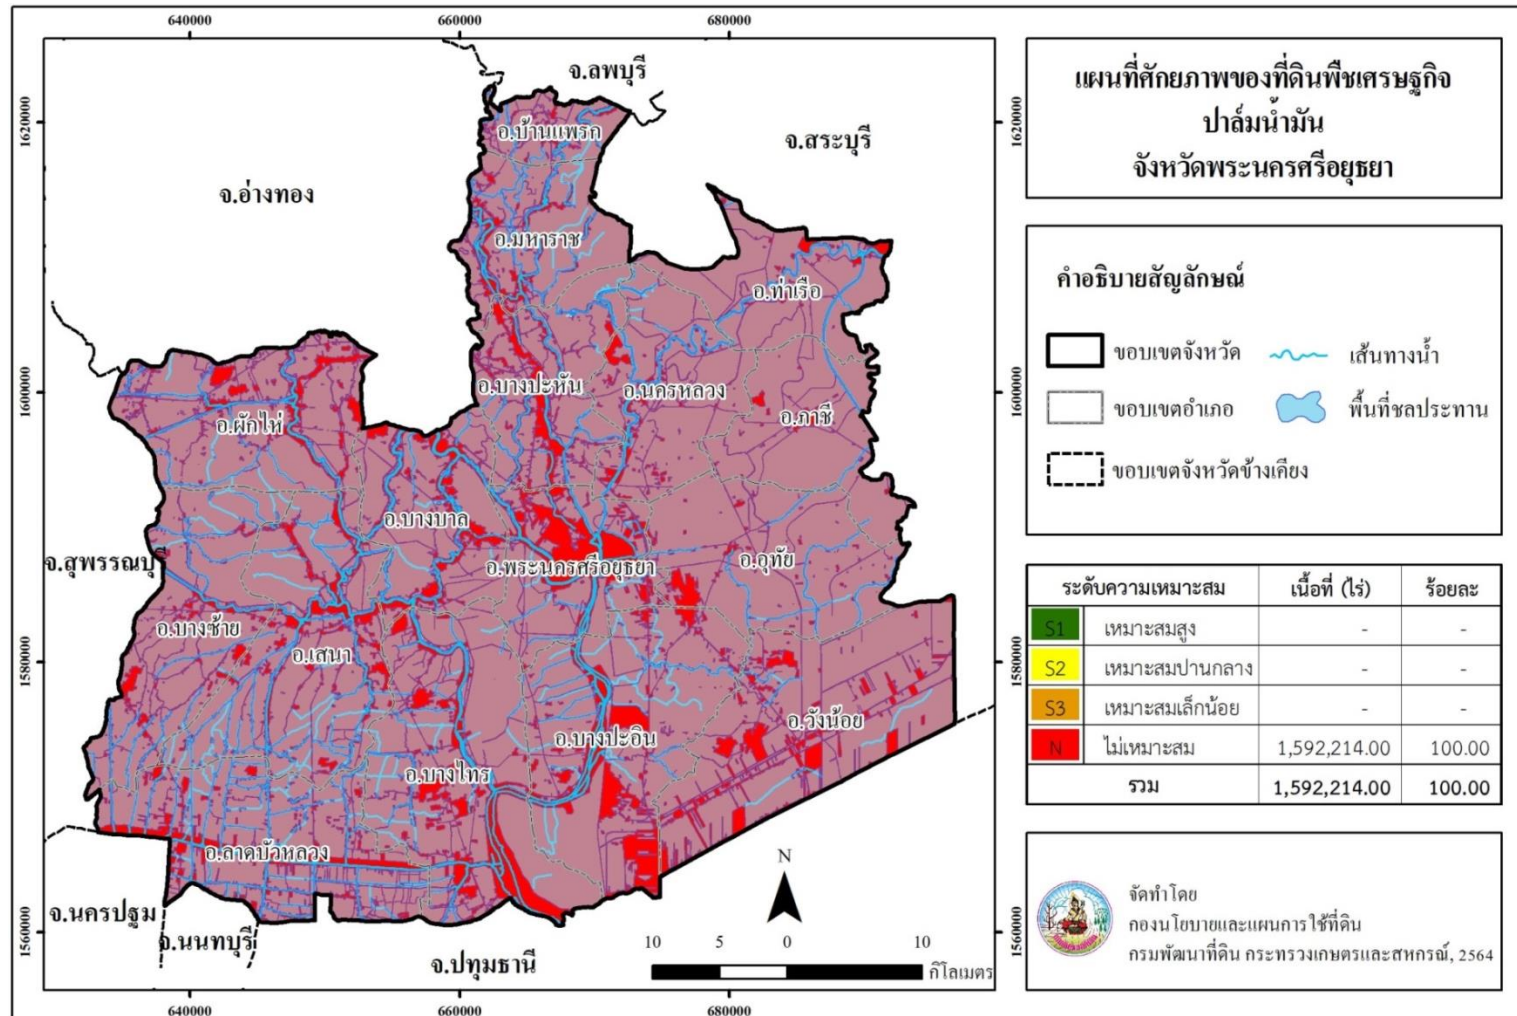 640000 660000 680000
แผนที่ศักยภาพของที่ดินพืชเศรษฐกิจ
ปาล์มน้ำมัน
จังหวัดพระนครศรีอยุธยา
จ.ลพบุรี
1620000
อ.บ้านแพรก
จ.สระบุรี
1620000
จ.อ่างทอง
อ.มหาราช
อ.ท่าเรือ
คำอธิบายสัญลักษณ์
ขอบเขตจังหวัด เส้นทางน้ำ
ขอบเขตอำเภอ พื้นที่ชลประทาน
ขอบเขตจังหวัดข้างเคียง
1600000
อ.บางปะหัน
อ.นครหลวง
1600000
อ.ผักไห่
อ.ภาชี
อ.บางบาล
จ.สุพรรณบุรี
อ.พระนครศรีอยุธยา
อ.อุทัย
อ.บางซ้าย
อ.เสนา
1580000
1580000
อ.วังน้อย
อ.บางปะอิน
อ.บางไทร
อ.ลาดบัวหลวง
ระดับความเหมาะสม เนื้อที่ (ไร่) ร้อยละ
S1 เหมาะสมสูง - -
S2 เหมาะสมปานกลาง - -
S3 เหมาะสมเล็กน้อย - -
N ไม่เหมาะสม 1,592,214.00 100.00
รวม 1,592,214.00 100.00
N
จ.นครปฐม
จ.นนทบุรี
จ.ปทุมธานี
1560000
1560000
10 5 0 10
กิโลเมตร
จัดทำโดย
กองนโยบายและแผนการใช้ที่ดิน
กรมพัฒนาที่ดิน กระทรวงเกษตรและสหกรณ์, 2564
640000 660000 680000